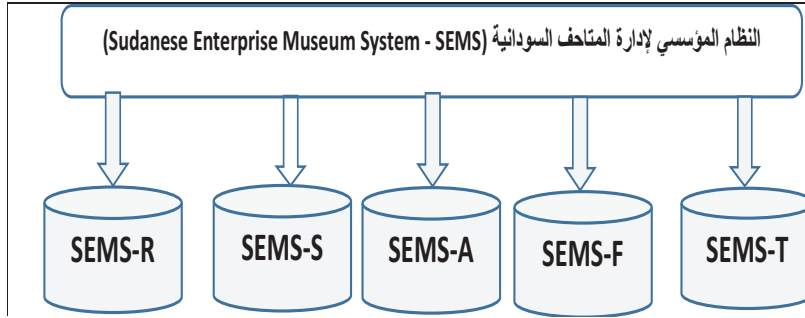 النظام المؤسسي لإدارة المتاحف السودانية (Sudanese Enterprise Museum System - SEMS)
SEMS-R
SEMS-S
SEMS-A
SEMS-F
SEMS-T